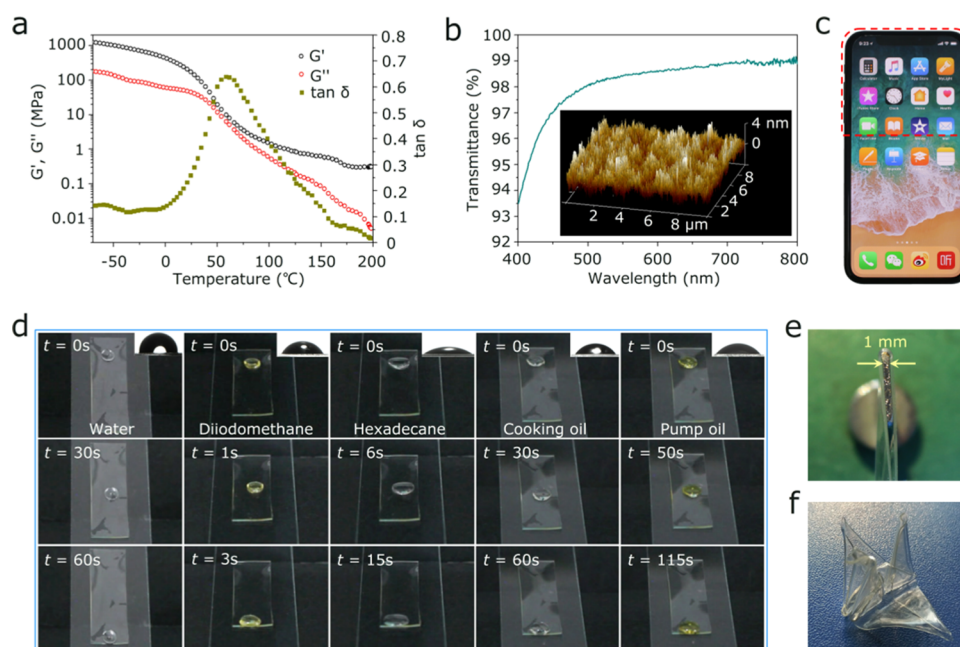 a
1000
100
10
1
0.1
0.01
G', G'' (MPa)
G'
G''
tan δ
0.8
0.7
0.6
0.5
0.4
0.3
0.2
0.1
0
tan δ
-50
0
50
100
150
200
Temperature (℃)
b
100
99
98
97
96
95
94
93
92
Transmittance (%)
4 nm
0
8
6
4
2
2
4
6
8 µm
400
500
600
700
800
Wavelength (nm)
c
9:23
d
t = 0s
t = 0s
t = 0s
t = 0s
t = 0s
Water
Diiodomethane
Hexadecane
Cooking oil
Pump oil
t = 30s
t = 1s
t = 6s
t = 30s
t = 50s
t = 60s
t = 3s
t = 15s
t = 60s
t = 115s
e
1 mm
f